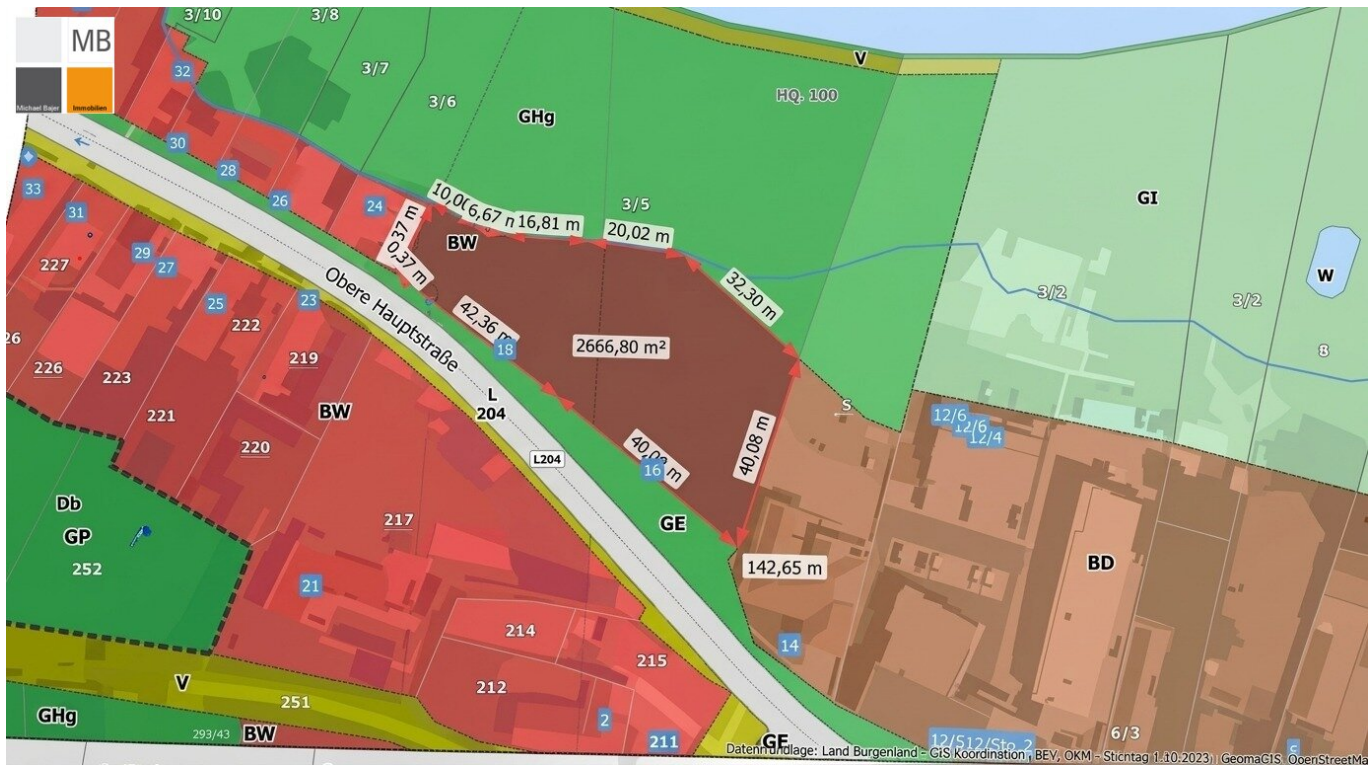 MB
Michael Bajer
Immobilien
3/10
3/8
3/7
3/6
GHg
V
HQ. 100
32
30
28
26
24
33
31
29
27
25
23
227
226
223
222
221
220
219
217
BW
Obere Hauptstraße
L
204
L204
10,0
6,67
16,81 m
20,02 m
32,30 m
40,08 m
42,36
2666,80 m²
142,65 m
0,37 m
BW
3/5
18
16
GE
S
GI
3/2
3/2
W
8
12/6
12/6
12/4
BD
14
6/3
Db
GP
252
21
214
215
212
2
211
V
251
GHg
293/43
BW
GE
Datengrundlage: Land Burgenland - GIS Koordination, BEV, ÖKM - Stichtag 1.10.2023, GeomaGIS, OpenStreetMa